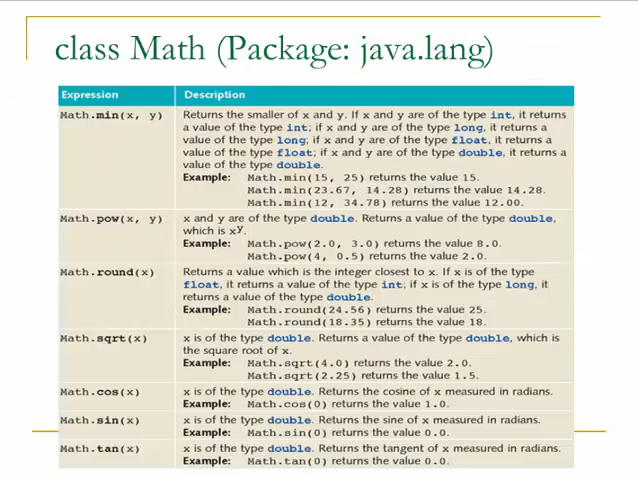 class Math (Package: java.lang)
Expression Description
Math.min(x, y) Returns the smaller of x and y. If x and y are of the type int, it returns
a value of the type int; if x and y are of the type long, it returns a
value of the type long; if x and y are of the type float, it returns a
value of the type float; if x and y are of the type double, it returns a
value of the type double.
Example: Math.min(15, 25) returns the value 15.
Math.min(23.67, 14.28) returns the value 14.28.
Math.min(12, 34.78) returns the value 12.00.
Math.pow(x, y) x and y are of the type double. Returns a value of the type double,
which is xy.
Example: Math.pow(2.0, 3.0) returns the value 8.0.
Math.pow(4, 0.5) returns the value 2.0.
Math.round(x) Returns a value which is the integer closest to x. If x is of the type
float, it returns a value of the type int; if x is of the type long, it
returns a value of the type double.
Example: Math.round(24.56) returns the value 25.
Math.round(18.35) returns the value 18.
Math.sqrt(x) x is of the type double. Returns a value of the type double, which is
the square root of x.
Example: Math.sqrt(4.0) returns the value 2.0.
Math.sqrt(2.25) returns the value 1.5.
Math.cos(x) x is of the type double. Returns the cosine of x measured in radians.
Example: Math.cos(0) returns the value 1.0.
Math.sin(x) x is of the type double. Returns the sine of x measured in radians.
Example: Math.sin(0) returns the value 0.0.
Math.tan(x) x is of the type double. Returns the tangent of x measured in radians.
Example: Math.tan(0) returns the value 0.0.